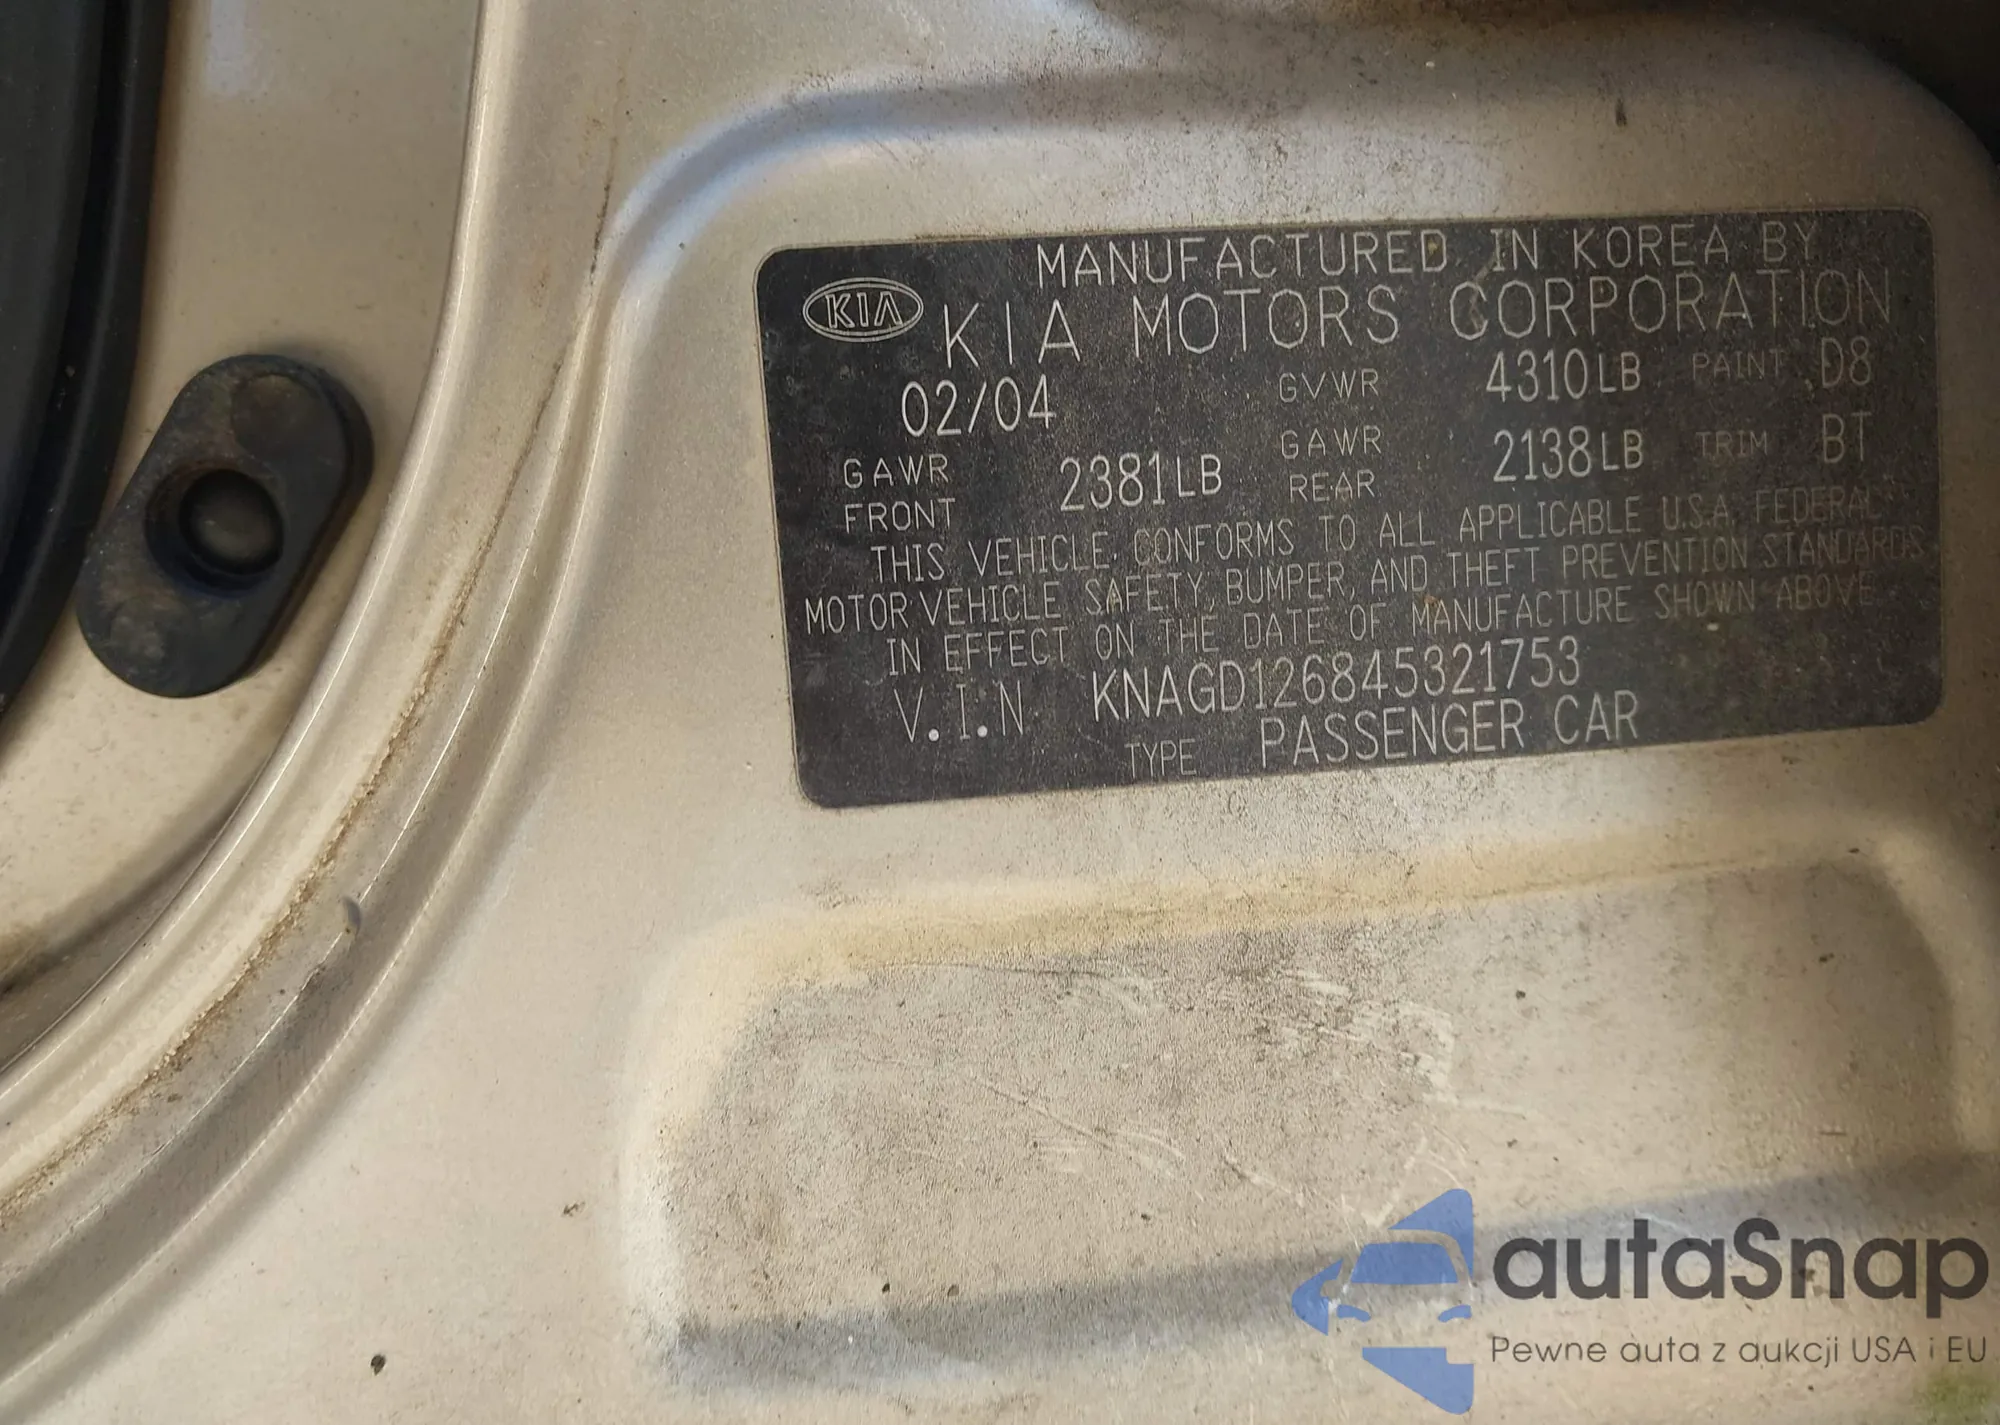 MANUFACTURED IN KOREA BY
KIA KIA MOTORS CORPORATION
02/04 GVWR 4310LB PAINT D8
GAWR FRONT 2381LB GAWR REAR 2138LB TRIM BT
THIS VEHICLE CONFORMS TO ALL APPLICABLE U.S.A. FEDERAL
MOTOR VEHICLE SAFETY, BUMPER, AND THEFT PREVENTION STANDARDS
IN EFFECT ON THE DATE OF MANUFACTURE SHOWN ABOVE
V.I.N KNAGD126845321753
TYPE PASSENGER CAR
autaSnap
Pewne auta z aukcji USA i EU